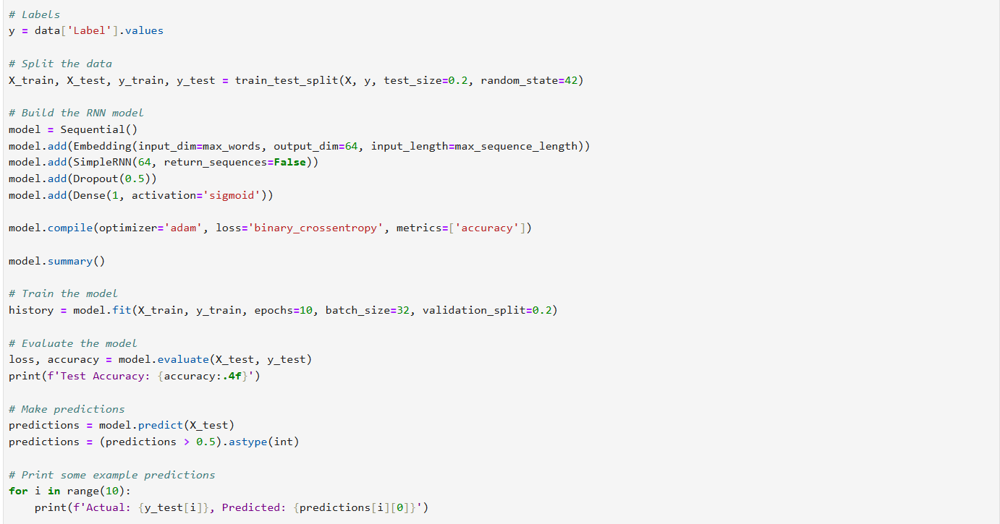 # Labels
y = data['Label'].values
# Split the data
X_train, X_test, y_train, y_test = train_test_split(X, y, test_size=0.2, random_state=42)
# Build the RNN model
model = Sequential()
model.add(Embedding(input_dim=max_words, output_dim=64, input_length=max_sequence_length))
model.add(SimpleRNN(64, return_sequences=False))
model.add(Dropout(0.5))
model.add(Dense(1, activation='sigmoid'))
model.compile(optimizer='adam', loss='binary_crossentropy', metrics=['accuracy'])
model.summary()
# Train the model
history = model.fit(X_train, y_train, epochs=10, batch_size=32, validation_split=0.2)
# Evaluate the model
loss, accuracy = model.evaluate(X_test, y_test)
print(f'Test Accuracy: {accuracy:.4f}')
# Make predictions
predictions = model.predict(X_test)
predictions = (predictions > 0.5).astype(int)
# Print some example predictions
for i in range(10):
    print(f'Actual: {y_test[i]}, Predicted: {predictions[i][0]}')